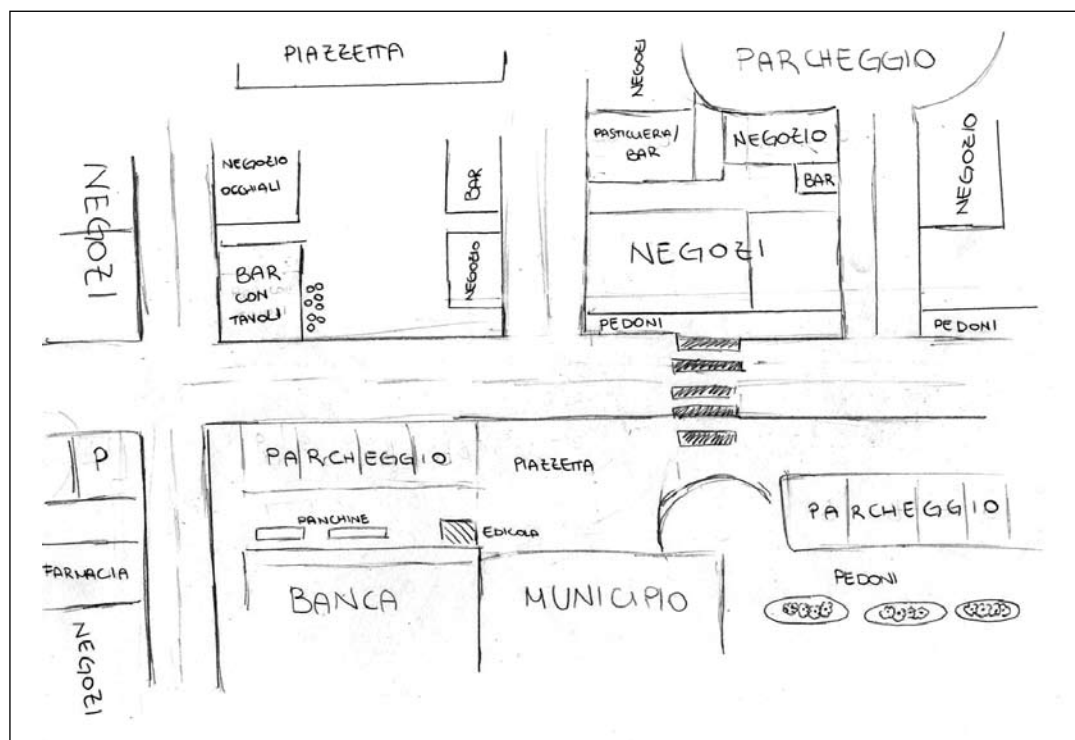 PIAZZETTA
NEGOZI
PARCHEGGIO
NEGOZI
NEGOZIO
OCCHIALI
BAR
PASTICCERIA/
BAR
NEGOZIO
BAR
NEGOZIO
BAR
CON
TAVOLI
NEGOZIO
NEGOZI
PEDONI
PEDONI
P
PARCHEGGIO
PIAZZETTA
PARCHEGGIO
PANCHINE
EDICOLA
FARMACIA
BANCA
MUNICIPIO
PEDONI
NEGOZI